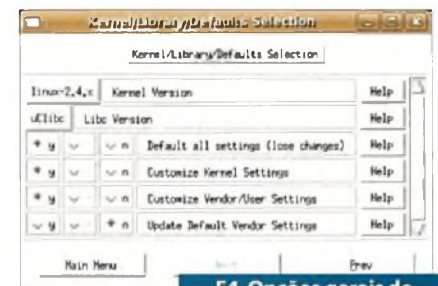 Kernel/Library/Defaults Selection
Kernel/Library/Defaults Selection
linux-2.4.x Kernel Version Help
uClibc Libc Version Help
y n Default all settings (lose changes) Help
y n Customize Kernel Settings Help
y n Customize Vendor/User Settings Help
y n Update Default Vendor Settings Help
Main Menu Prev
F4. Opções gerais do